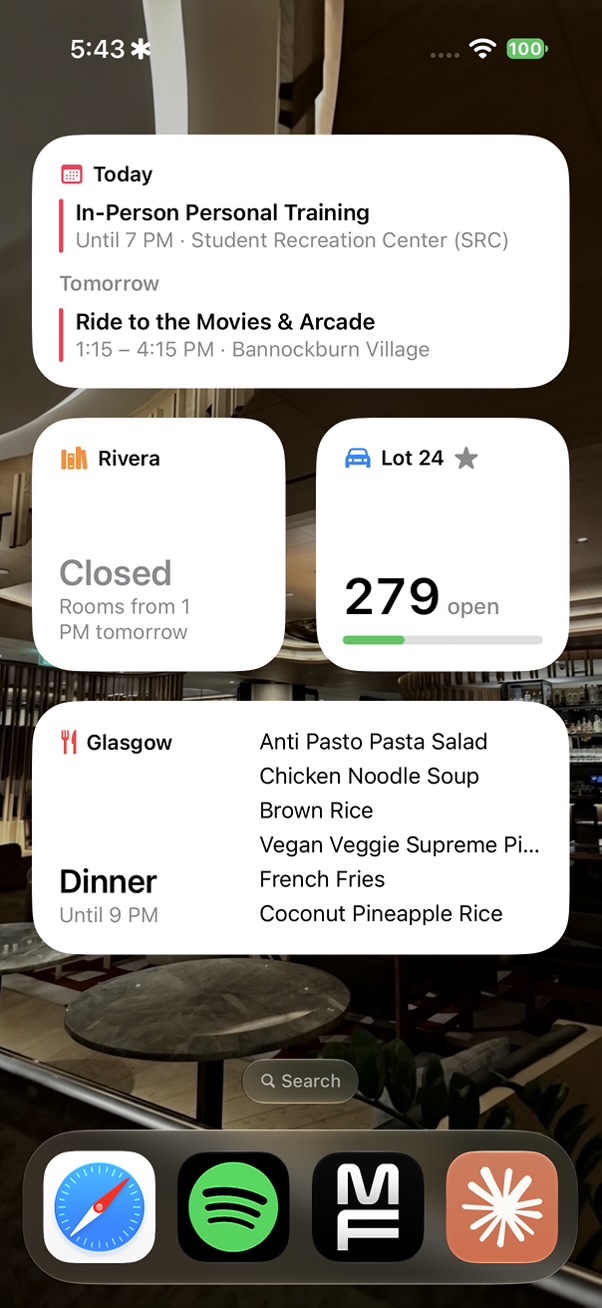 5:43
100
Today
In-Person Personal Training
Until 7 PM · Student Recreation Center (SRC)
Tomorrow
Ride to the Movies & Arcade
1:15 – 4:15 PM · Bannockburn Village
Rivera
Closed
Rooms from 1
PM tomorrow
Lot 24
279 open
Glasgow
Dinner
Until 9 PM
Anti Pasto Pasta Salad
Chicken Noodle Soup
Brown Rice
Vegan Veggie Supreme Pi...
French Fries
Coconut Pineapple Rice
Search
MF